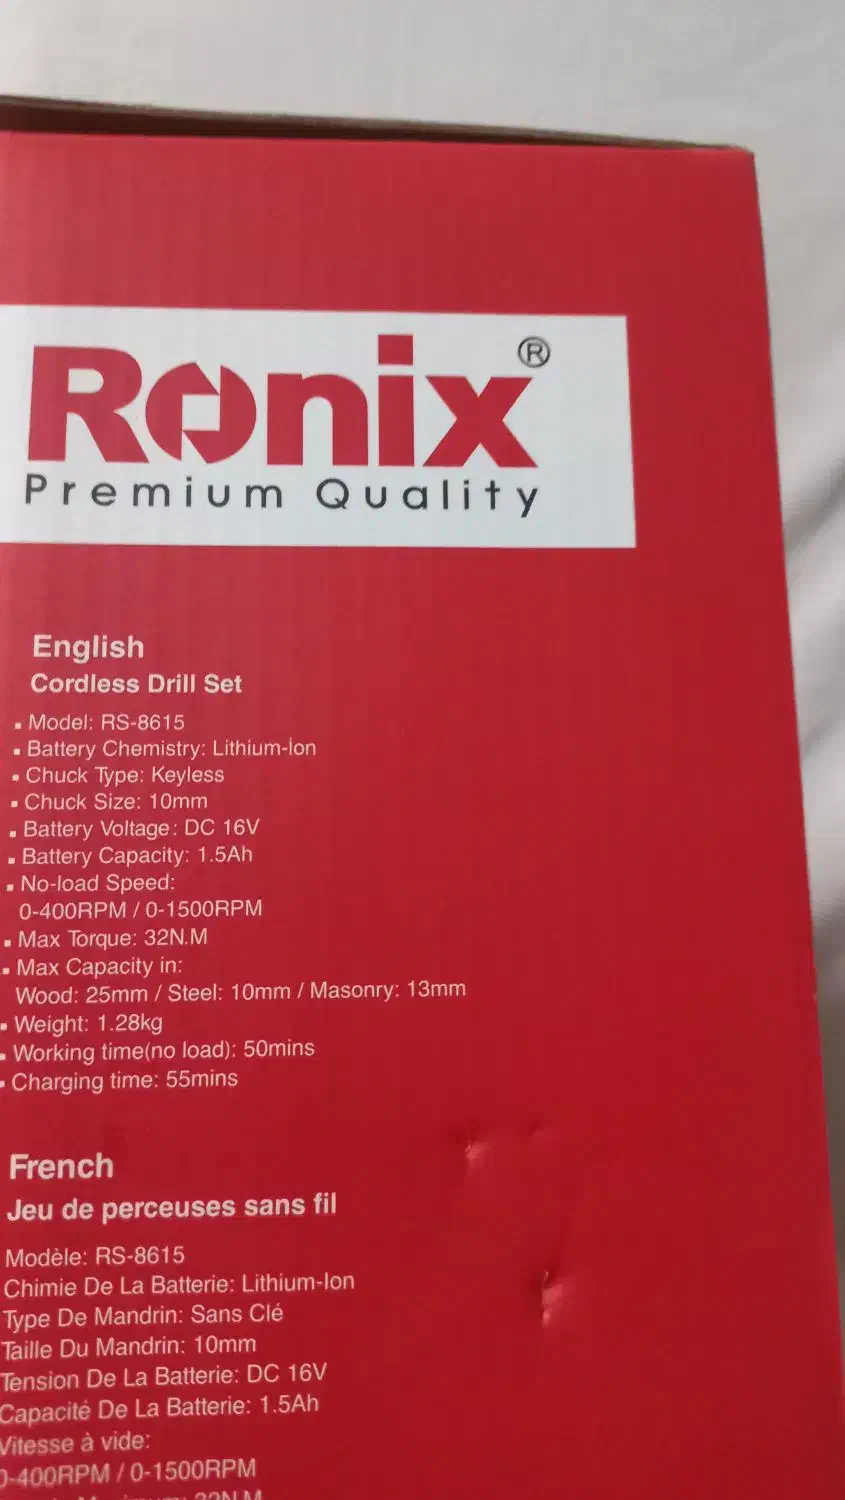 Ronix®
Premium Quality
English
Cordless Drill Set
▪ Model: RS-8615
▪ Battery Chemistry: Lithium-Ion
▪ Chuck Type: Keyless
▪ Chuck Size: 10mm
▪ Battery Voltage: DC 16V
▪ Battery Capacity: 1.5Ah
▪ No-load Speed:
0-400RPM / 0-1500RPM
▪ Max Torque: 32N.M
▪ Max Capacity in:
Wood: 25mm / Steel: 10mm / Masonry: 13mm
▪ Weight: 1.28kg
▪ Working time(no load): 50mins
▪ Charging time: 55mins
French
Jeu de perceuses sans fil
Modèle: RS-8615
Chimie De La Batterie: Lithium-Ion
Type De Mandrin: Sans Clé
Taille Du Mandrin: 10mm
Tension De La Batterie: DC 16V
Capacité De La Batterie: 1.5Ah
Vitesse à vide:
0-400RPM / 0-1500RPM